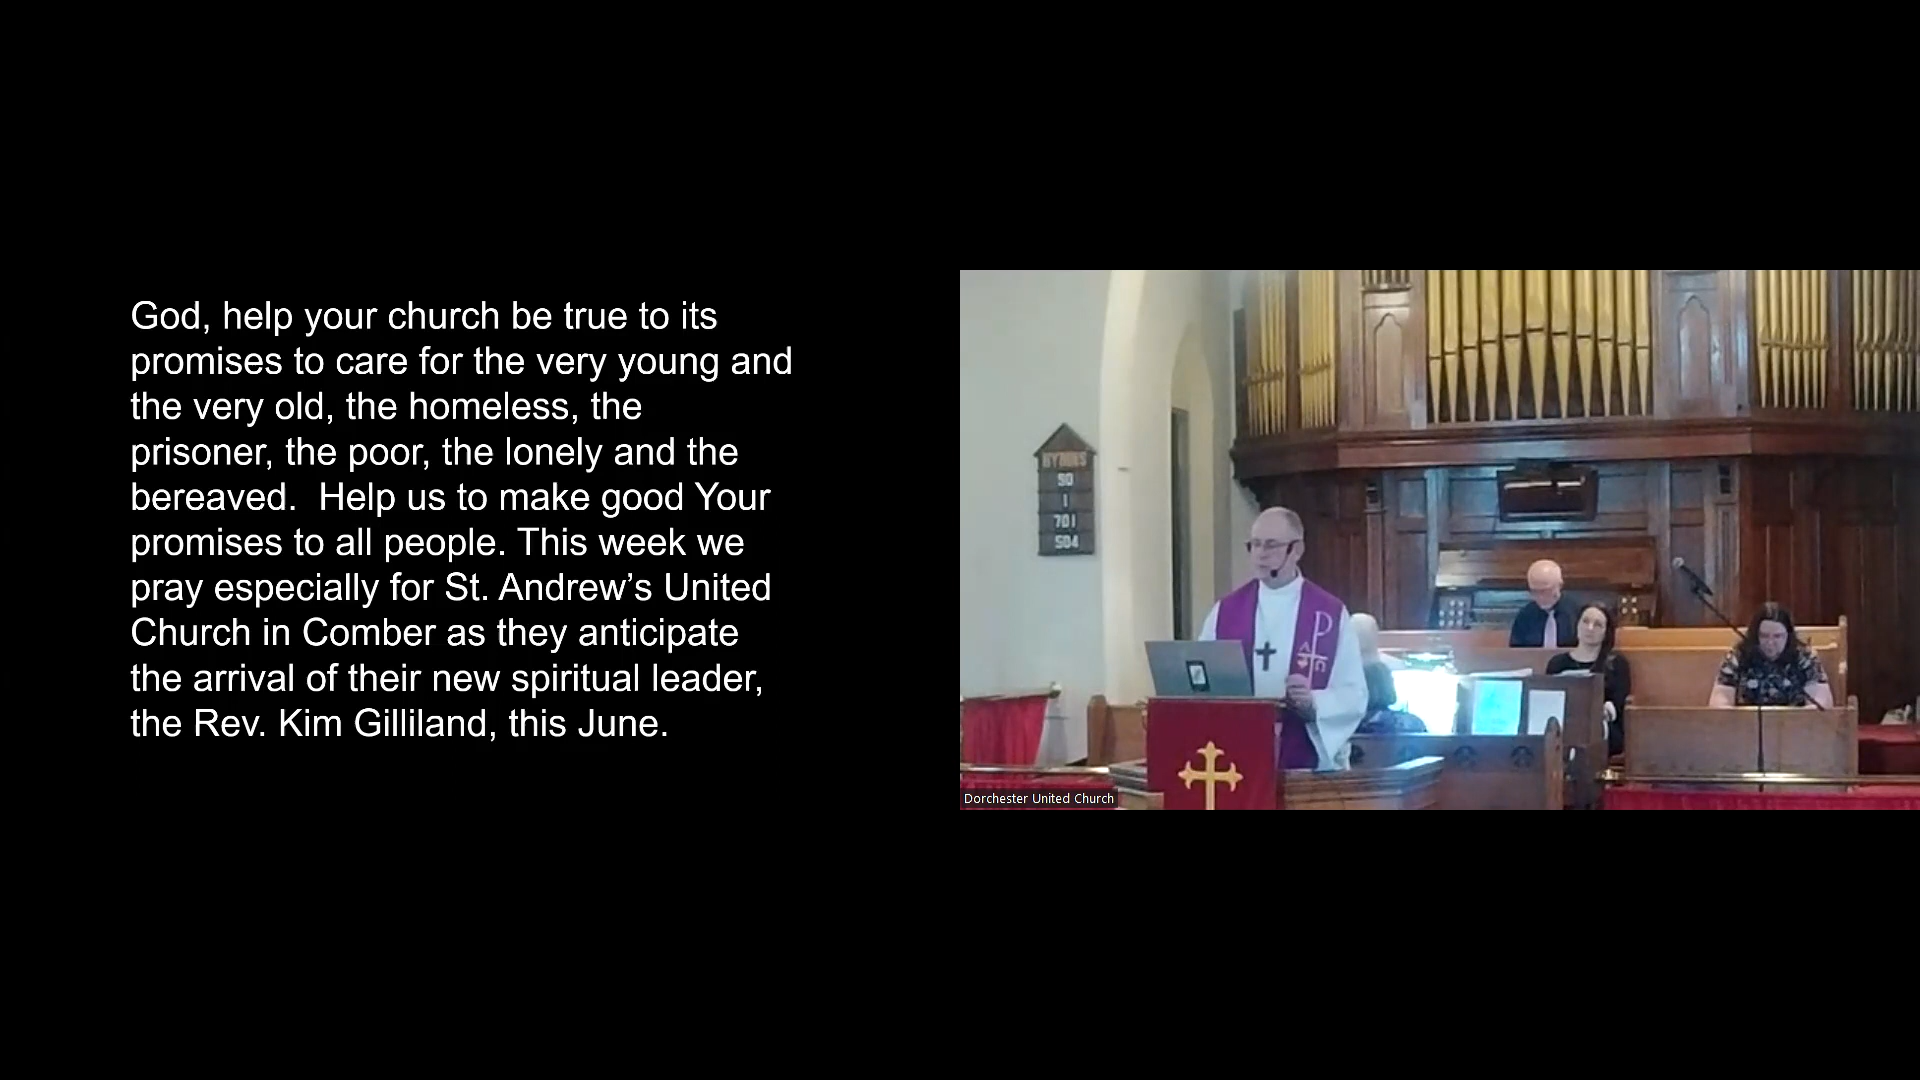 God, help your church be true to its
promises to care for the very young and
the very old, the homeless, the
prisoner, the poor, the lonely and the
bereaved.  Help us to make good Your
promises to all people. This week we
pray especially for St. Andrew’s United
Church in Comber as they anticipate
the arrival of their new spiritual leader,
the Rev. Kim Gilliland, this June.
HYMNS
90
1
701
504
Dorchester United Church